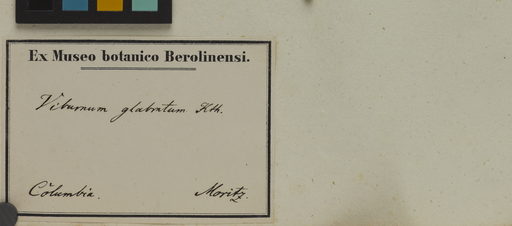 Ex Museo botanico Berolinensi.
Viburnum glabratum Kth.
Columbia. Moritz.